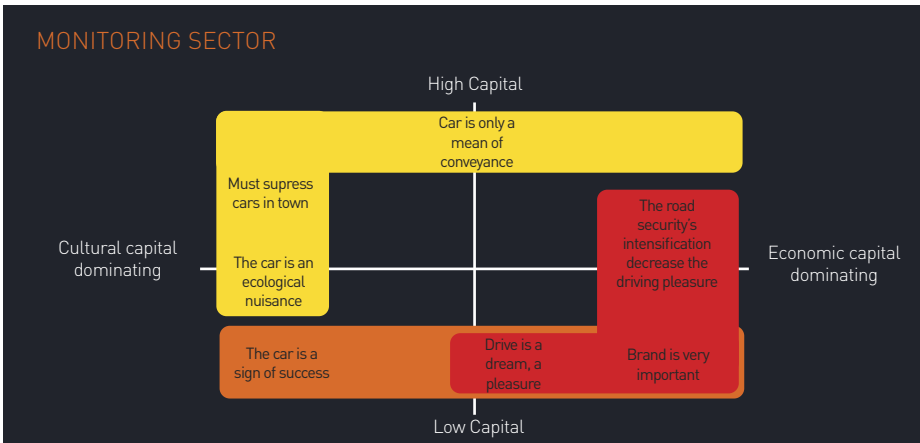 MONITORING SECTOR
High Capital
Car is only a
mean of
conveyance
Must supress
cars in town
The road
security's
intensification
decrease the
driving pleasure
Cultural capital
dominating
The car is an
ecological
nuisance
Economic capital
dominating
The car is a
sign of success
Drive is a
dream, a
pleasure
Brand is very
important
Low Capital